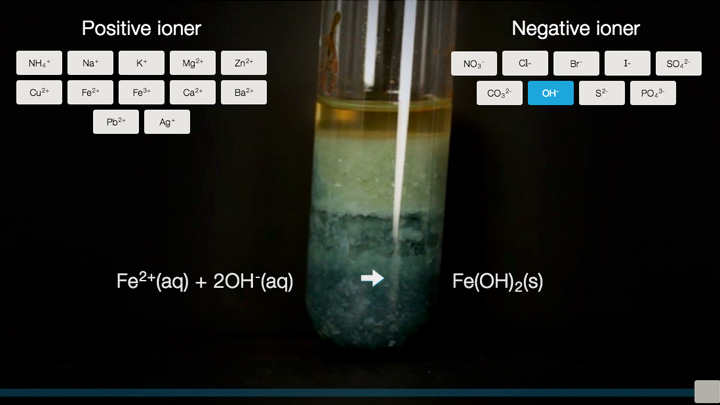 Positive ioner
Negative ioner
NH₄⁺ Na⁺ K⁺ Mg²⁺ Zn²⁺
Cu²⁺ Fe²⁺ Fe³⁺ Ca²⁺ Ba²⁺
Pb²⁺ Ag⁺
NO₃⁻ Cl- Br⁻ I- SO₄²⁻
CO₃²⁻ OH⁻ S²⁻ PO₄³⁻
Fe²⁺(aq) + 2OH⁻(aq) → Fe(OH)₂(s)